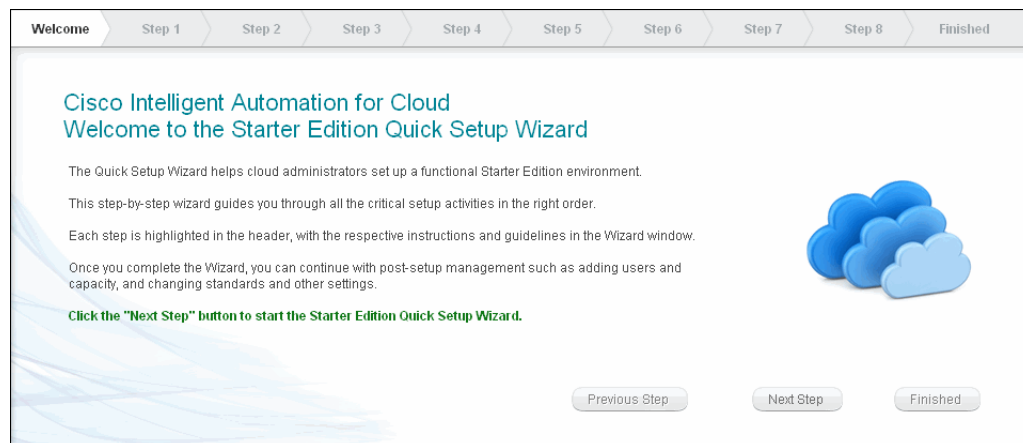 Welcome Step 1 Step 2 Step 3 Step 4 Step 5 Step 6 Step 7 Step 8 Finished
Cisco Intelligent Automation for Cloud
Welcome to the Starter Edition Quick Setup Wizard
The Quick Setup Wizard helps cloud administrators set up a functional Starter Edition environment.
This step-by-step wizard guides you through all the critical setup activities in the right order.
Each step is highlighted in the header, with the respective instructions and guidelines in the Wizard window.
Once you complete the Wizard, you can continue with post-setup management such as adding users and
capacity, and changing standards and other settings.
Click the "Next Step" button to start the Starter Edition Quick Setup Wizard.
Previous Step Next Step Finished